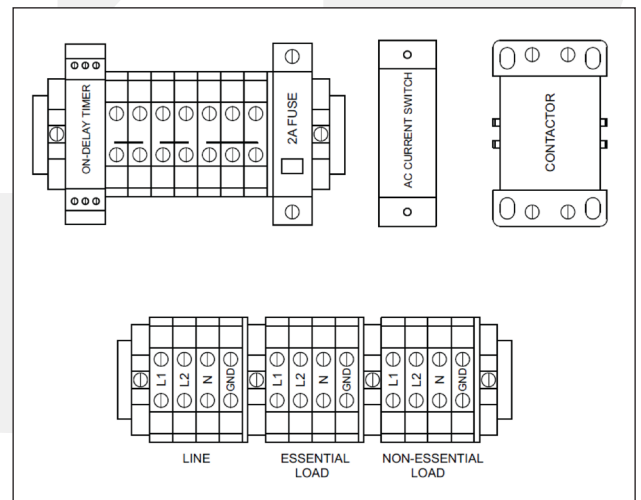 ON-DELAY TIMER
2A FUSE
AC CURRENT SWITCH
CONTACTOR
L1
L2
N
GND
L1
L2
N
GND
L1
L2
N
GND
LINE
ESSENTIAL
LOAD
NON-ESSENTIAL
LOAD